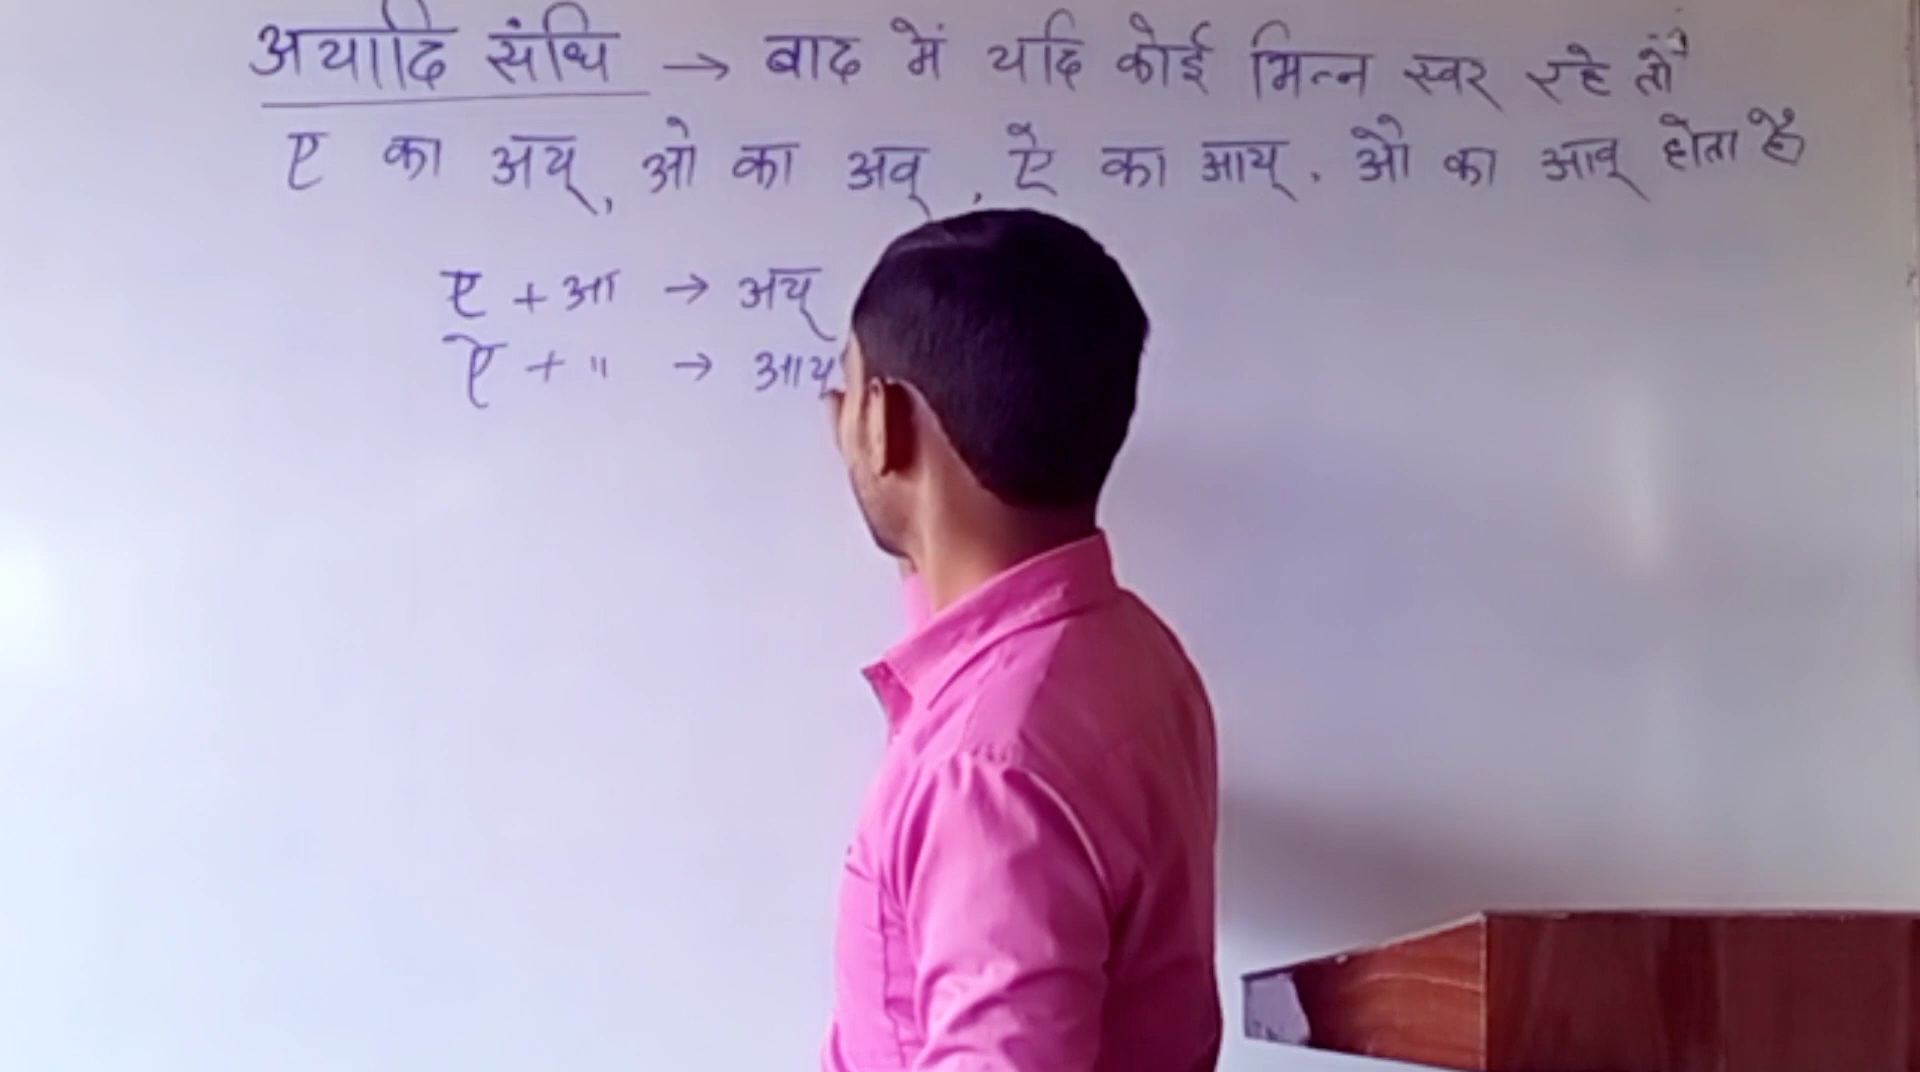 अयादि संधि → बाद में यदि कोई भिन्न स्वर रहे तो
ए का अय्, ओ का अव्, ऐ का आय्, औ का आव् होता है
ए + आ → अय्
ऐ + " → आय